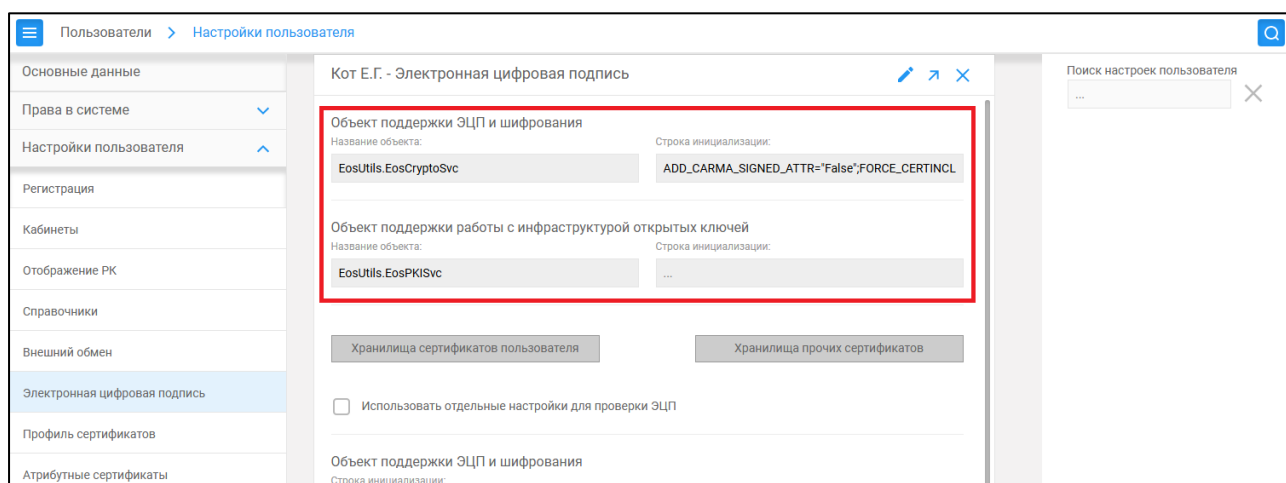 Пользователи > Настройки пользователя
Основные данные
Права в системе
Настройки пользователя
Регистрация
Кабинеты
Отображение РК
Справочники
Внешний обмен
Электронная цифровая подпись
Профиль сертификатов
Атрибутные сертификаты
Кот Е.Г. - Электронная цифровая подпись
Объект поддержки ЭЦП и шифрования
Название объекта: Строка инициализации:
EosUtils.EosCryptoSvc ADD_CARMA_SIGNED_ATTR="False";FORCE_CERTINCL
Объект поддержки работы с инфраструктурой открытых ключей
Название объекта: Строка инициализации:
EosUtils.EosPKISvc ...
Хранилища сертификатов пользователя Хранилища прочих сертификатов
Использовать отдельные настройки для проверки ЭЦП
Объект поддержки ЭЦП и шифрования
Строка инициализации:
Поиск настроек пользователя
...